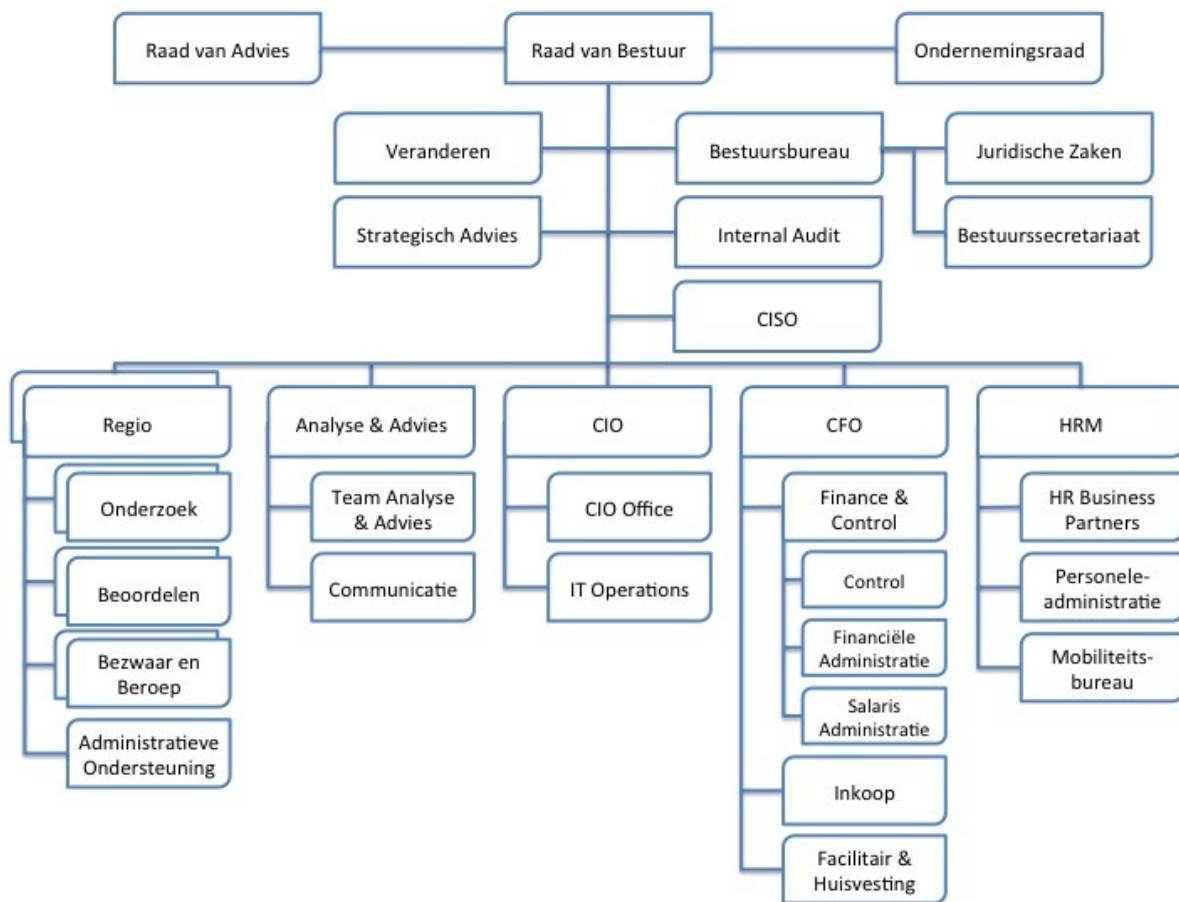 Raad van Advies
Raad van Bestuur
Ondernemingsraad
Veranderen
Bestuursbureau
Juridische Zaken
Strategisch Advies
Internal Audit
Bestuurssecretariaat
CISO
Regio
Analyse & Advies
CIO
CFO
HRM
Onderzoek
Team Analyse
& Advies
CIO Office
Finance &
Control
HR Business
Partners
Beoordelen
Communicatie
IT Operations
Control
Personele-
administratie
Bezwaar en
Beroep
Financiële
Administratie
Mobiliteits-
bureau
Administratieve
Ondersteuning
Salaris
Administratie
Inkoop
Facilitair &
Huisvesting